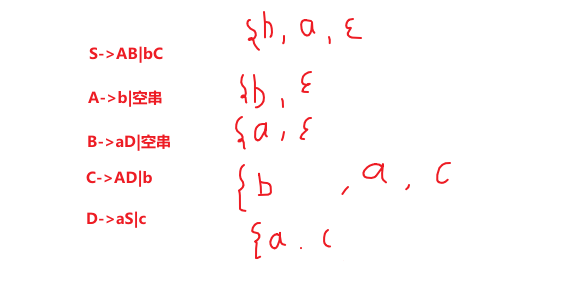 S->AB|bC {b, a, ε
A->b|空串 {b, ε
B->aD|空串 {a, ε
C->AD|b {b , a, c
D->aS|c {a . c